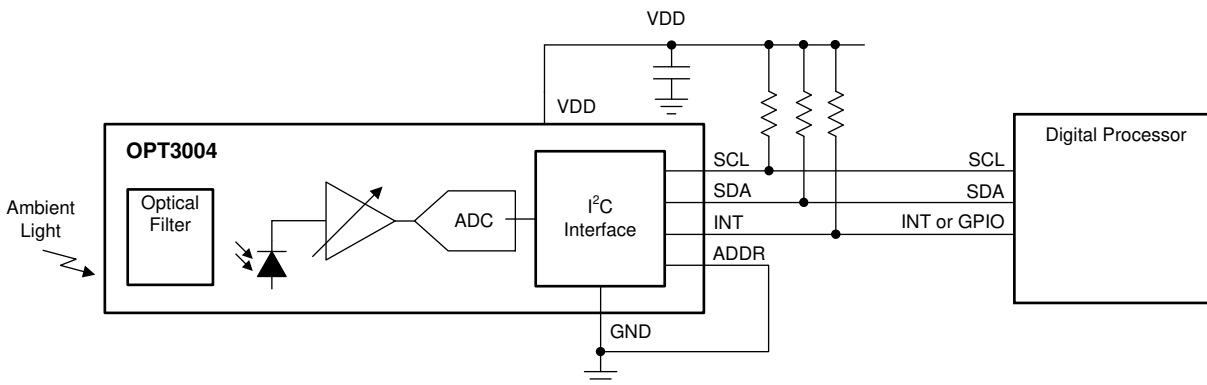 VDD
VDD
OPT3004
Digital Processor
SCL
SCL
Optical
Filter
SDA
SDA
Ambient
Light
ADC
I²C
Interface
INT
INT or GPIO
ADDR
GND